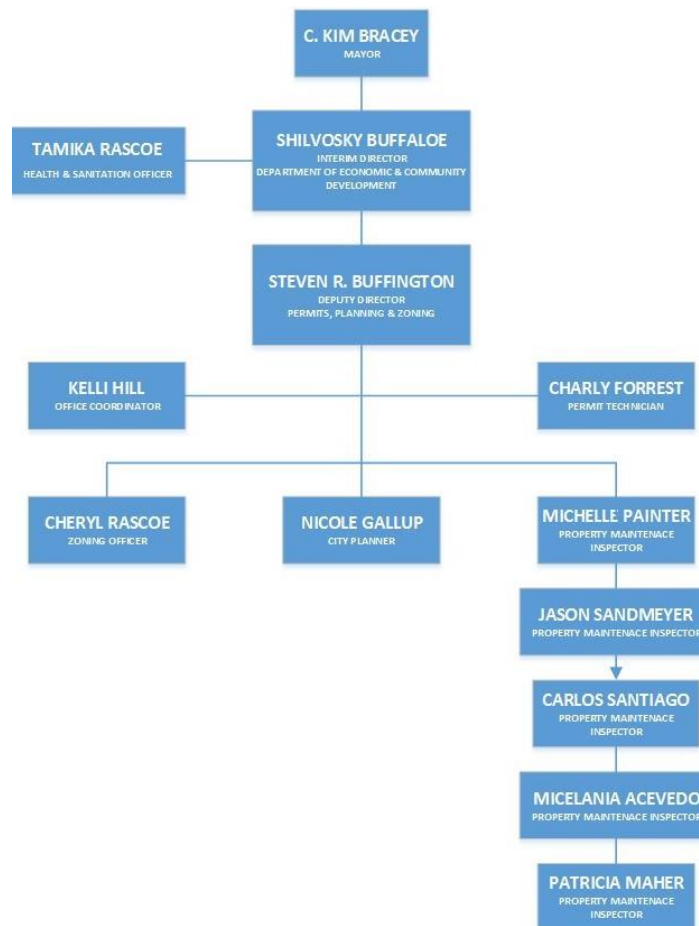 C. KIM BRACEY
MAYOR
TAMIKA RASCOE
HEALTH & SANITATION OFFICER
SHILVOSKY BUFFALOE
INTERIM DIRECTOR
DEPARTMENT OF ECONOMIC & COMMUNITY
DEVELOPMENT
STEVEN R. BUFFINGTON
DEPUTY DIRECTOR
PERMITS, PLANNING & ZONING
KELLI HILL
OFFICE COORDINATOR
CHARLY FORREST
PERMIT TECHNICIAN
CHERYL RASCOE
ZONING OFFICER
NICOLE GALLUP
CITY PLANNER
MICHELLE PAINTER
PROPERTY MAINTENACE
INSPECTOR
JASON SANDMEYER
PROPERTY MAINTENACE INSPECTOR
CARLOS SANTIAGO
PROPERTY MAINTENACE
INSPECTOR
MICELANIA ACEVEDO
PROPERTY MAINTENACE INSPECTOR
PATRICIA MAHER
PROPERTY MAINTENACE
INSPECTOR